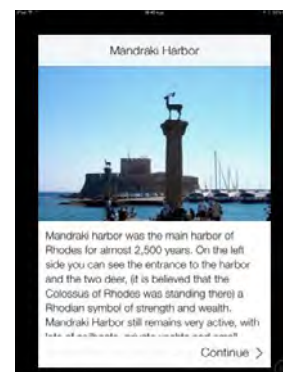 Mandraki Harbor
Mandraki harbor was the main harbor of
Rhodes for almost 2,500 years. On the left
side you can see the entrance to the harbor
and the two deer, (it is believed that the
Colossus of Rhodes was standing there) a
Rhodian symbol of strength and wealth.
Mandraki Harbor still remains very active, with
Continue >